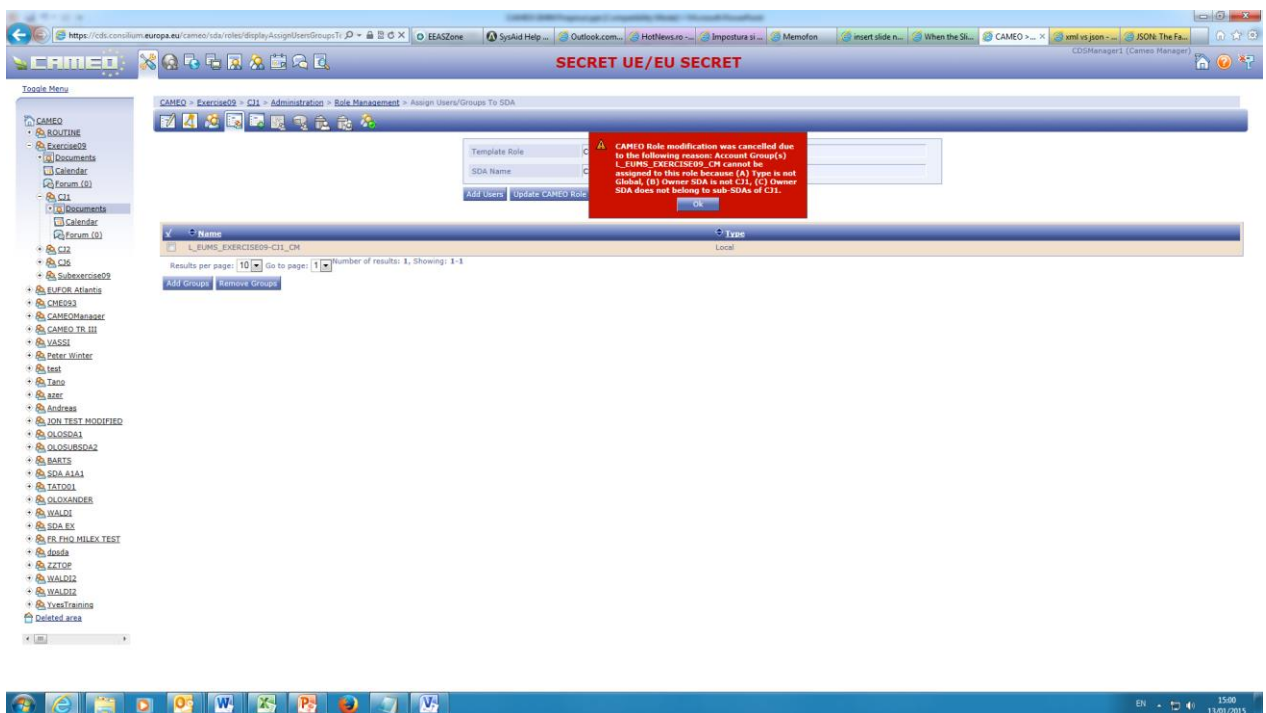 https://cds.consilium.europa.eu/cameo/sda/roles/displayAssignUsersGroupsTo
EEASZone
SysAid Help ...
Outlook.com...
HotNews.ro -...
Impostura si ...
Memofon
insert slide n...
When the Sli...
CAMEO >...
xml vs json - ...
JSON: The Fa...
CAMEO
SECRET UE/EU SECRET
CDSManager1 (Cameo Manager)
Toggle Menu
CAMEO > Exercise09 > CJ1 > Administration > Role Management > Assign Users/Groups To SDA
CAMEO
ROUTINE
Exercise09
Documents
Calendar
Forum (0)
CJ1
Documents
Calendar
Forum (0)
CJ2
CJ6
Subexercise09
EUFOR Atlantis
CME093
CAMEOManager
CAMEO TR III
VASSI
Peter Winter
test
Tano
azer
Andreas
JON TEST MODIFIED
OLOSDA1
OLOSUBSDA2
BARTS
SDA A1A1
TATO01
OLOXANDER
WALDI
SDA EX
FR FHQ MILEX TEST
dpsda
ZZTOP
WALDI2
WALDI2
YvesTraining
Deleted area
Template Role C
SDA Name C
Add Users Update CAMEO Role
CAMEO Role modification was cancelled due
to the following reason: Account Group(s)
L_EUMS_EXERCISE09_CM cannot be
assigned to this role because (A) Type is not
Global, (B) Owner SDA is not CJ1, (C) Owner
SDA does not belong to sub-SDAs of CJ1.
Ok
Name Type
L_EUMS_EXERCISE09-CJ1_CM Local
Results per page: 10 Go to page: 1 Number of results: 1, Showing: 1-1
Add Groups Remove Groups
EN
15:00
13/01/2015